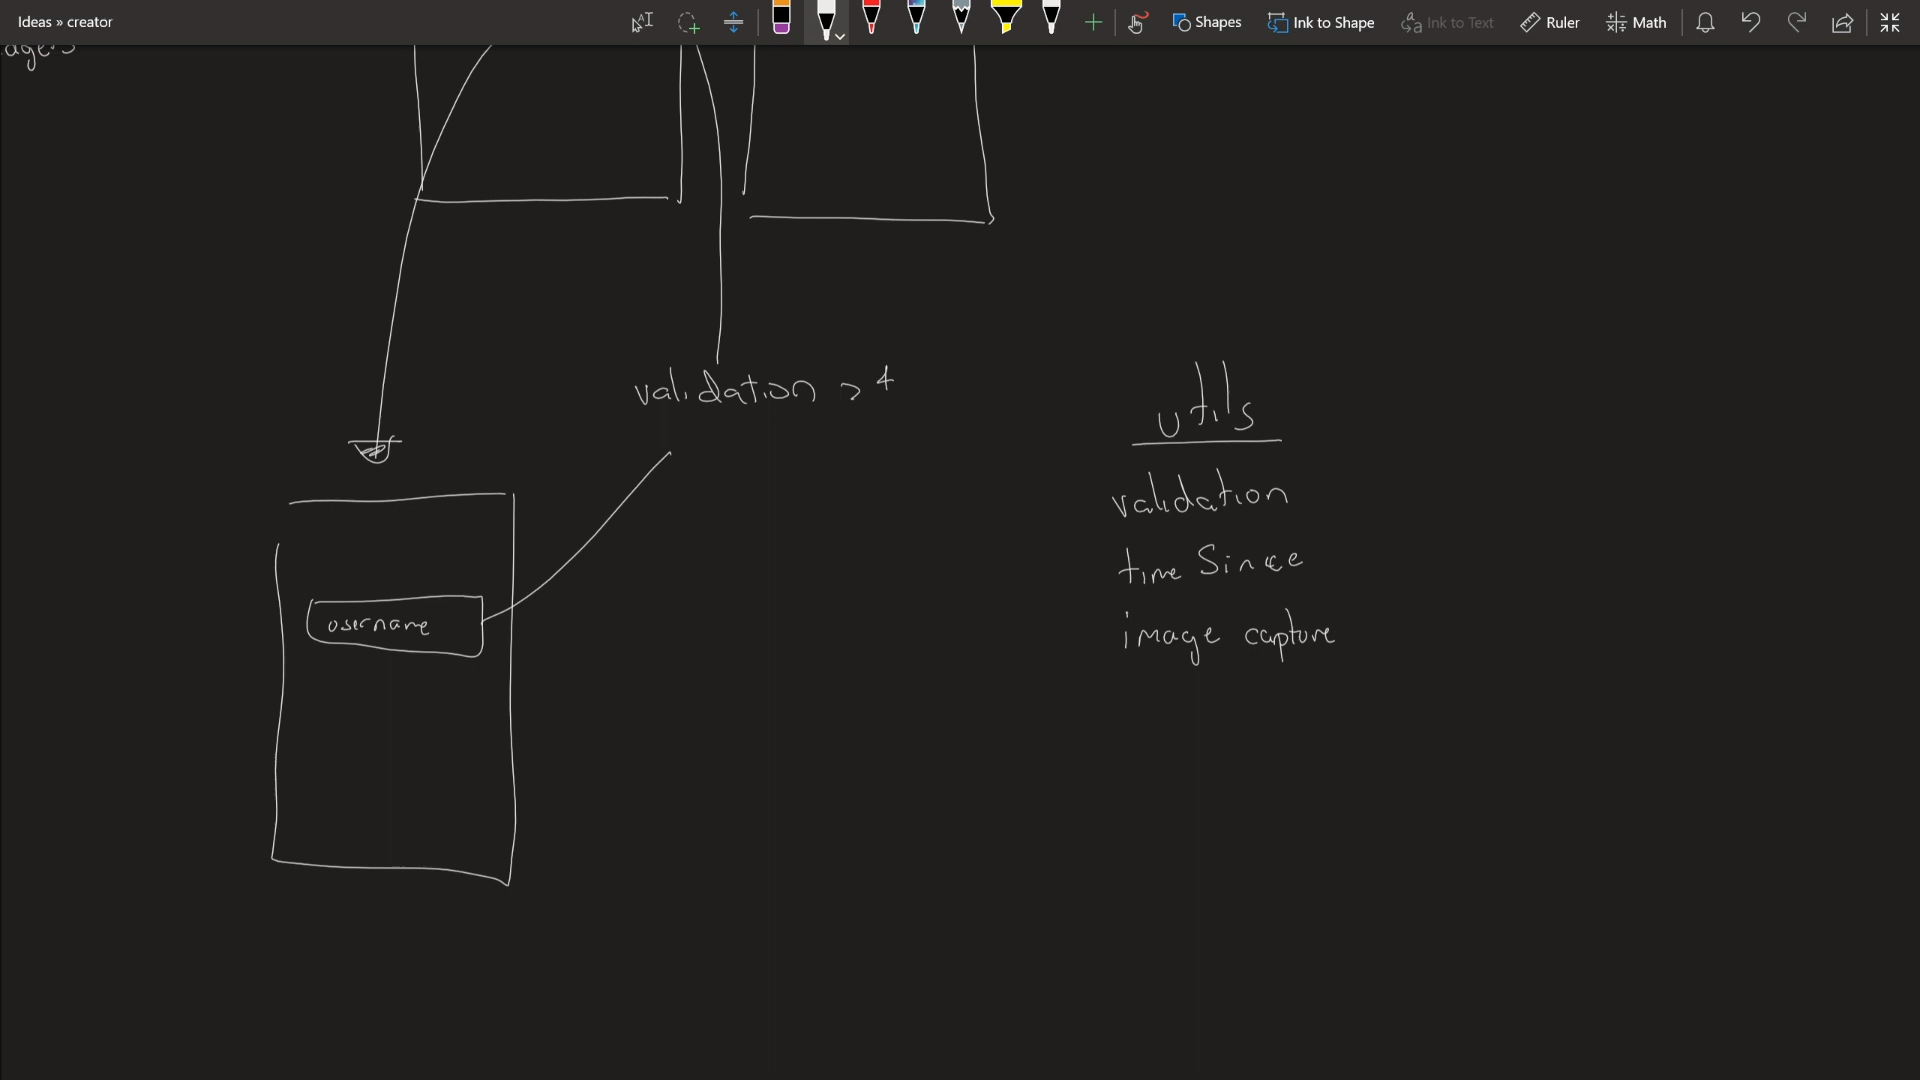 Ideas » creator
Shapes
Ink to Shape
Ink to Text
Ruler
Math
validation > 4
utils
validation
time Since
image capture
username